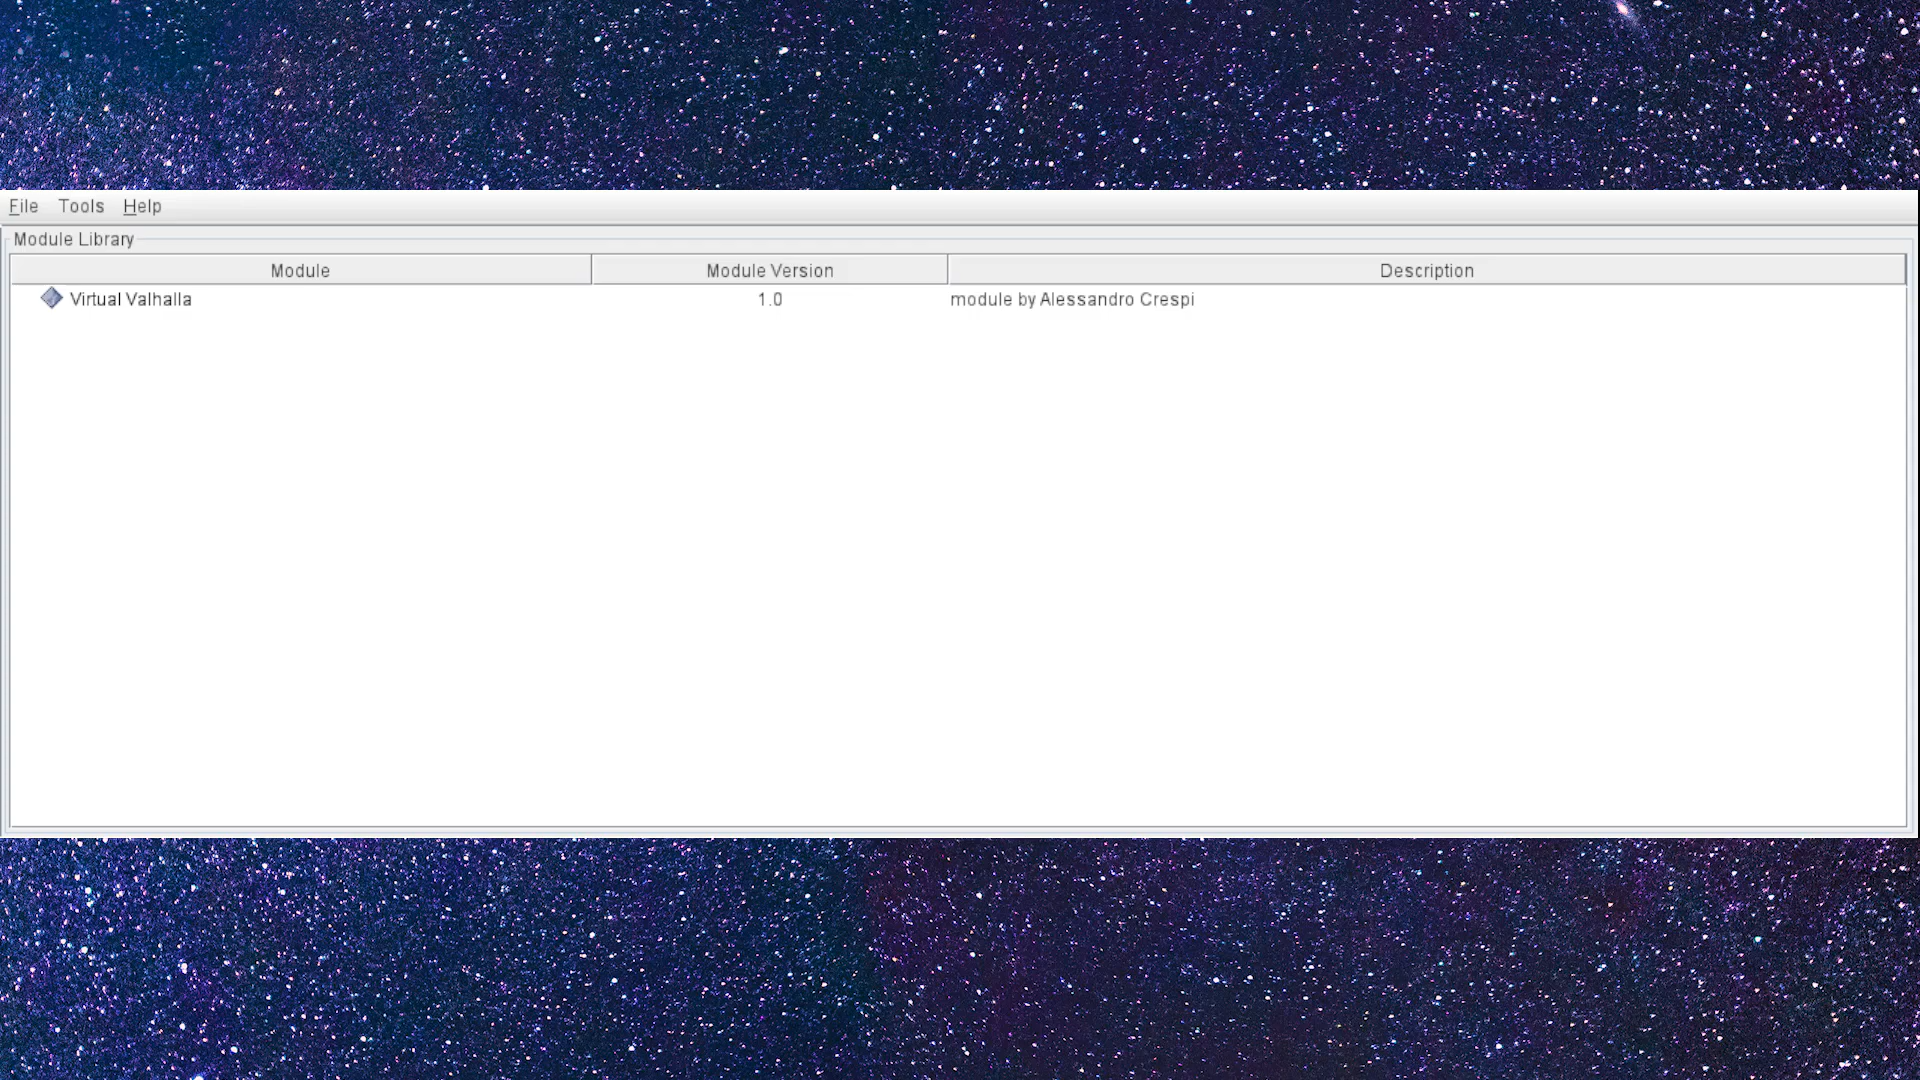 File Tools Help
Module Library
Module Module Version Description
Virtual Valhalla 1.0 module by Alessandro Crespi